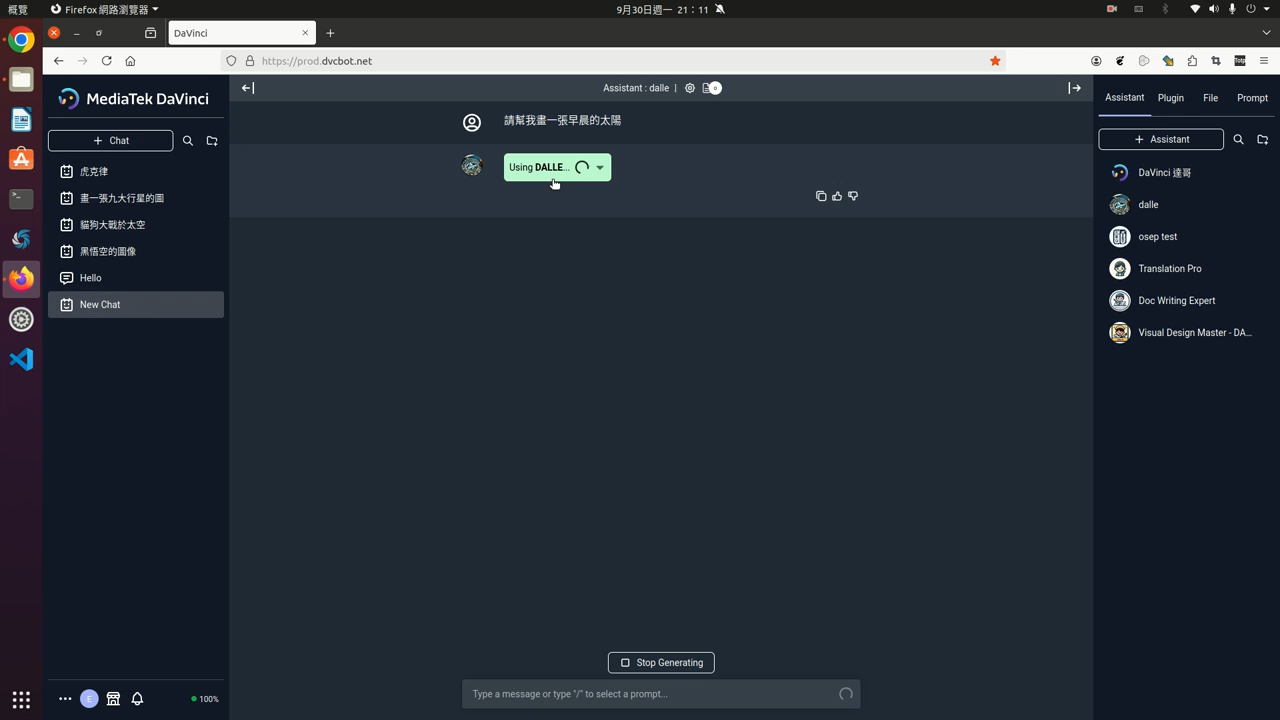 概覽
Firefox 網路瀏覽器
9月30日週一 21：11
DaVinci
https://prod.dvcbot.net
MediaTek DaVinci
Chat
虎克律
畫一張九大行星的圖
貓狗大戰於太空
黑悟空的圖像
Hello
New Chat
E
100%
Assistant : dalle |
0
請幫我畫一張早晨的太陽
Using DALLE...
Stop Generating
Type a message or type "/" to select a prompt...
Assistant
Plugin
File
Prompt
Assistant
DaVinci 達哥
dalle
osep test
Translation Pro
Doc Writing Expert
Visual Design Master - DA...